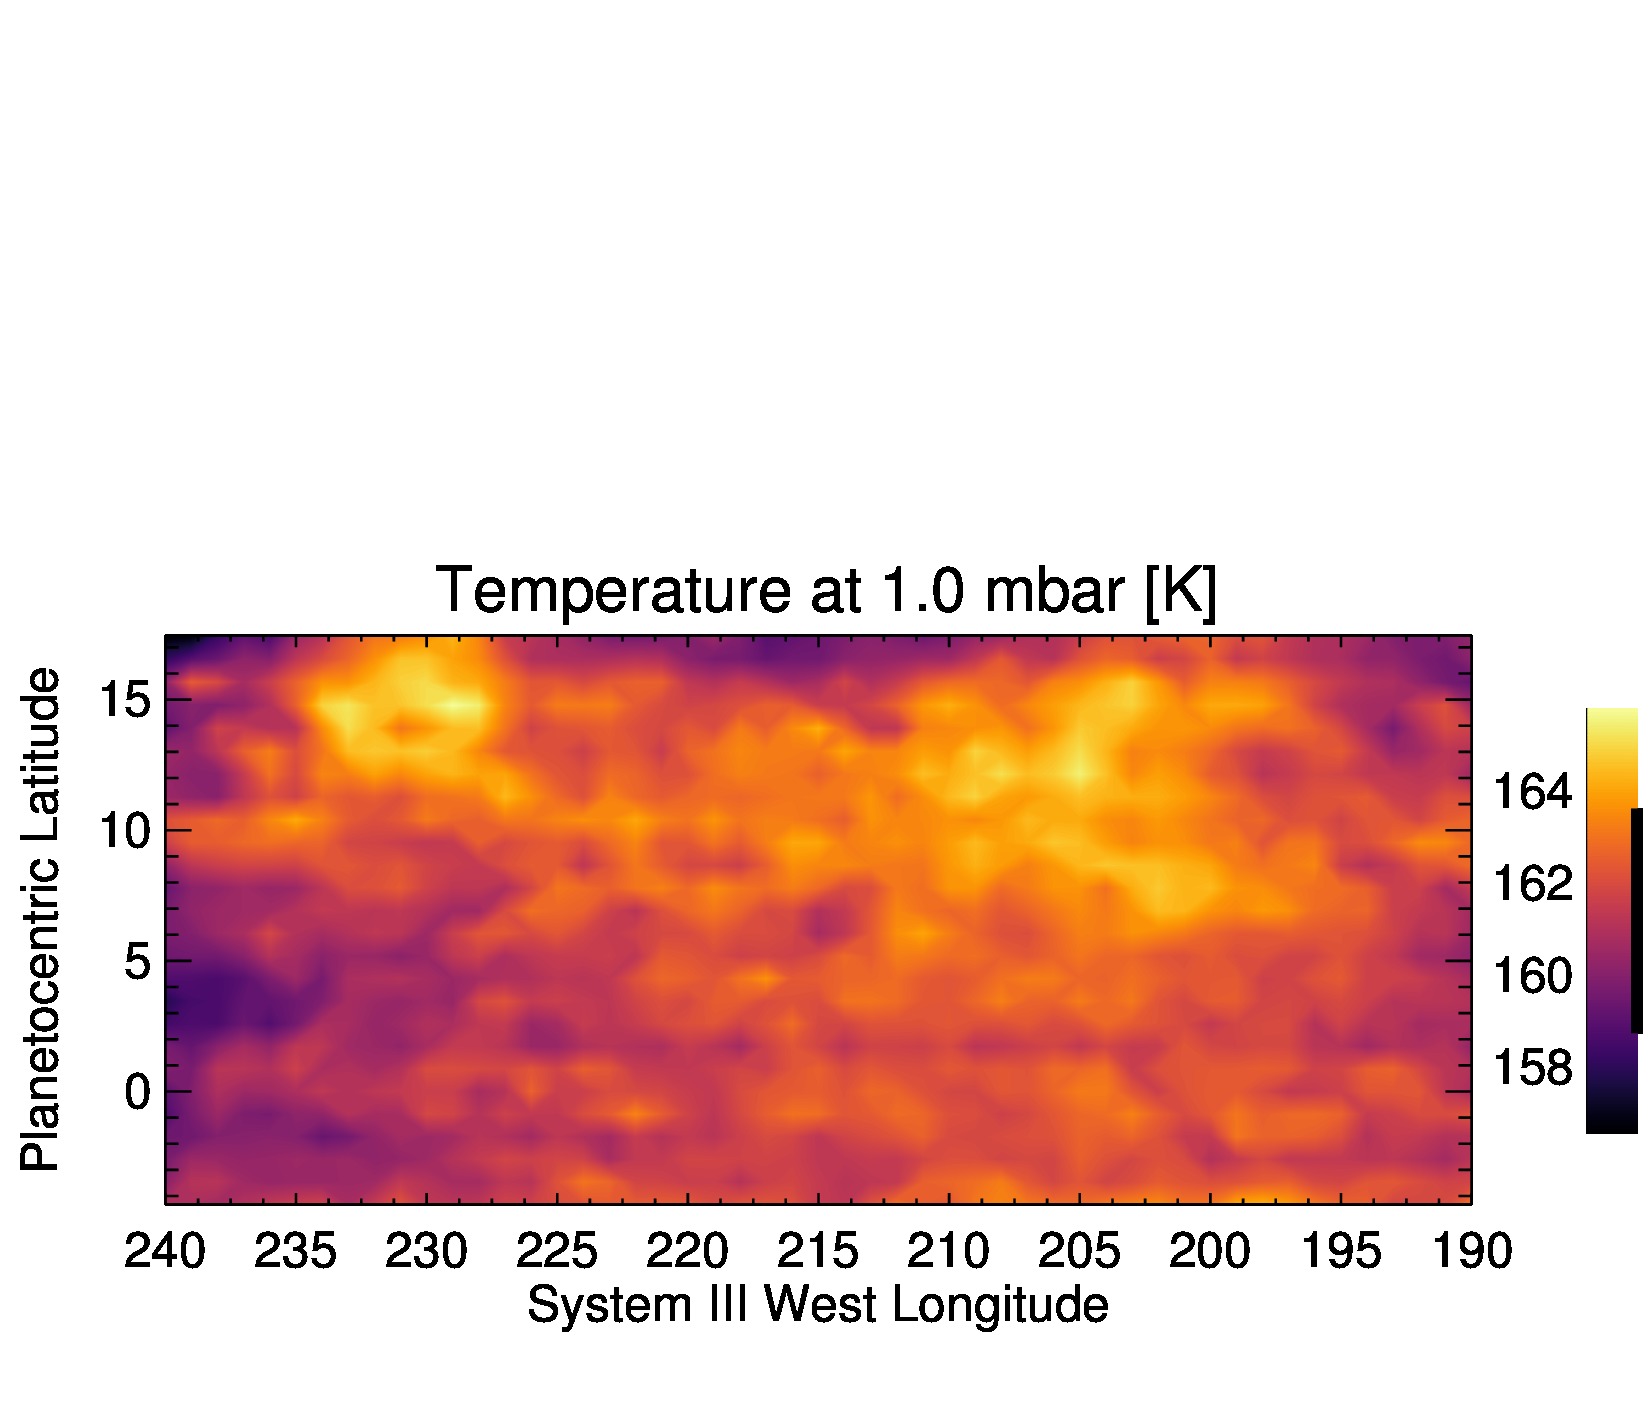 Temperature at 1.0 mbar [K]
Planetocentric Latitude
15
10
5
0
164
162
160
158
240 235 230 225 220 215 210 205 200 195 190
System III West Longitude